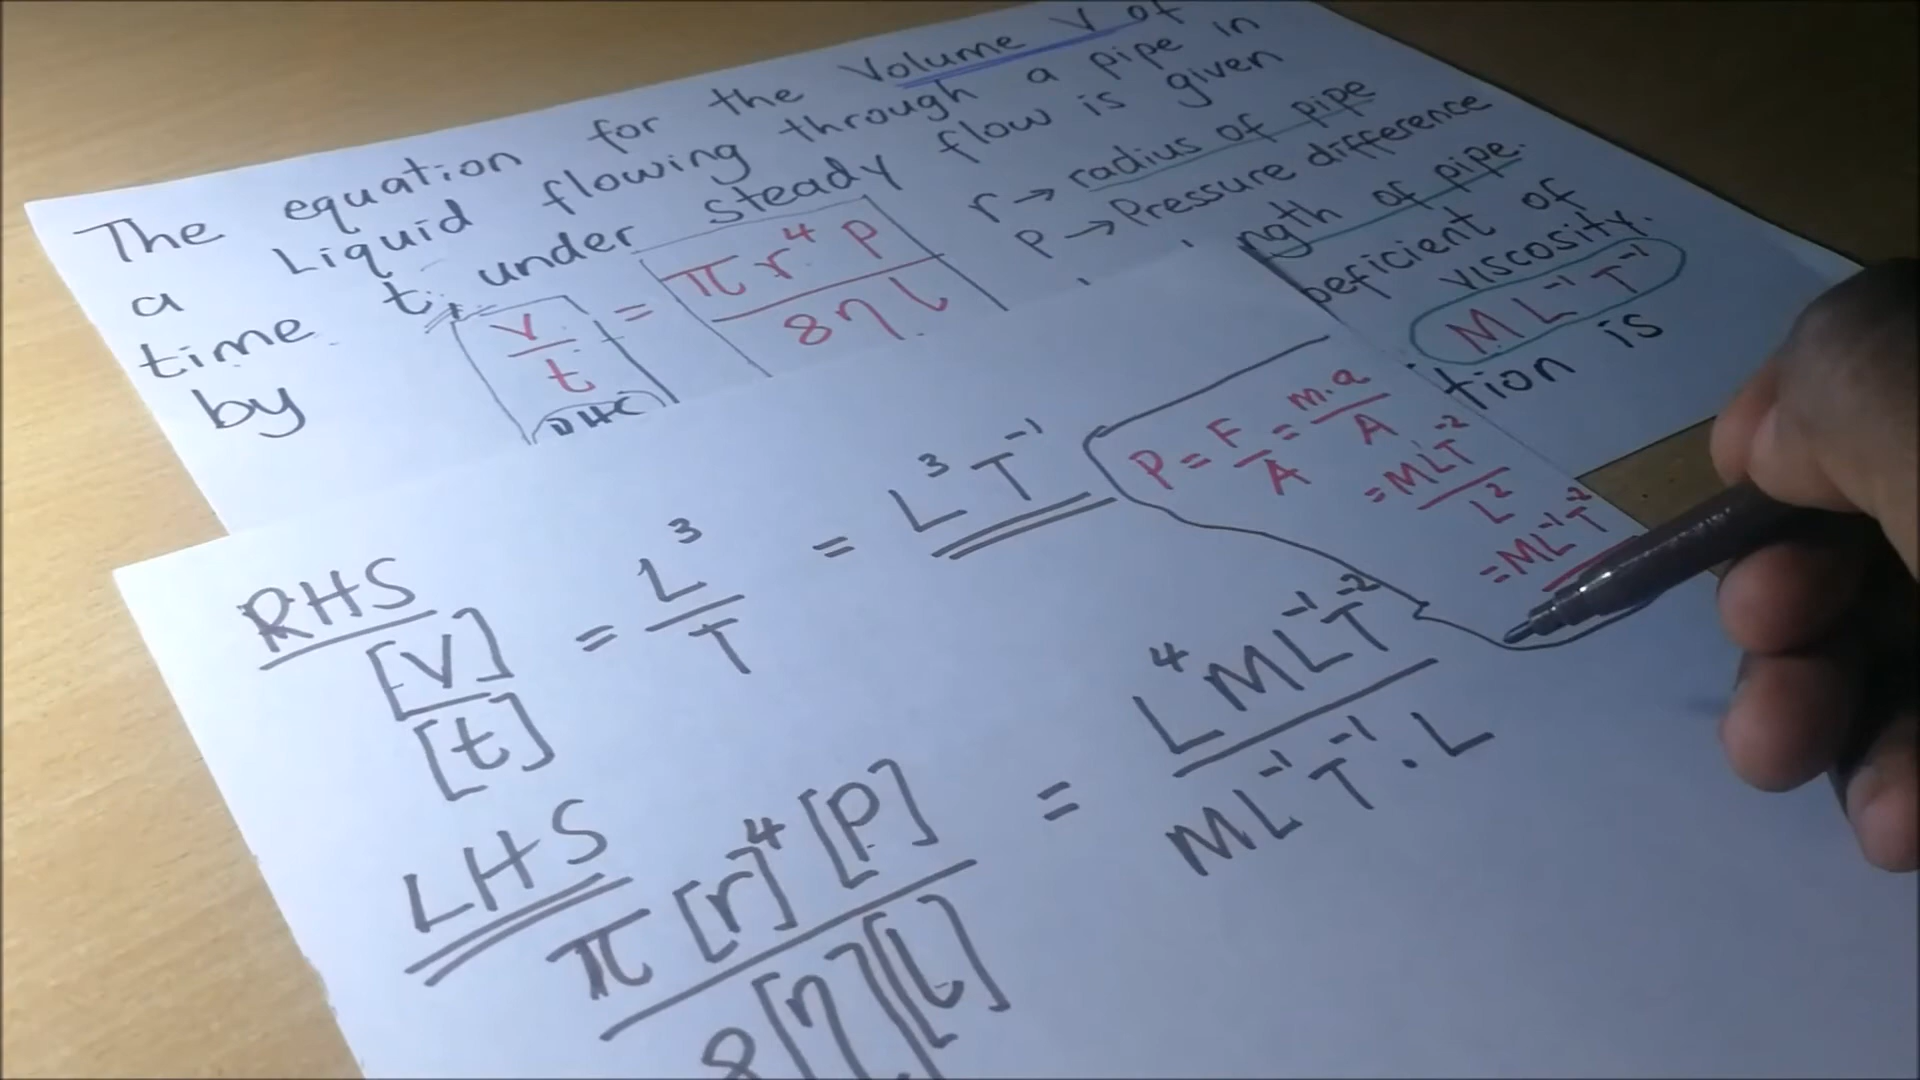 The equation for the Volume V of
a Liquid flowing through a pipe in
time t, under steady flow is given
by
V/t = πr⁴P / 8ηl
r → radius of pipe
P → Pressure difference
ngth of pipe.
oefficient of
viscosity.
ML⁻¹T⁻¹
tion is
P = F/A = m.a/A
= MLT⁻²/L²
= ML⁻¹T⁻²
RHS
[V]/[t] = L³/T = L³T⁻¹
LHS
π[r]⁴[P] / 8[η][l] = L⁴ML⁻¹T⁻² / ML⁻¹T⁻¹.L